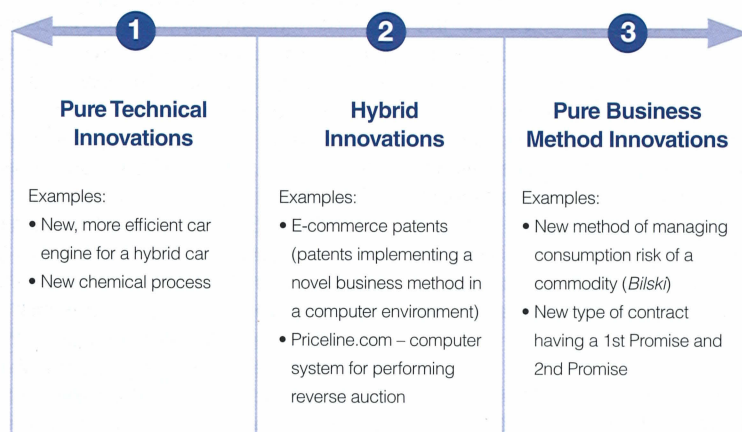 1
2
3
Pure Technical
Innovations
Examples:
• New, more efficient car
engine for a hybrid car
• New chemical process
Hybrid
Innovations
Examples:
• E-commerce patents
(patents implementing a
novel business method in
a computer environment)
• Priceline.com – computer
system for performing
reverse auction
Pure Business
Method Innovations
Examples:
• New method of managing
consumption risk of a
commodity (Bilski)
• New type of contract
having a 1st Promise and
2nd Promise